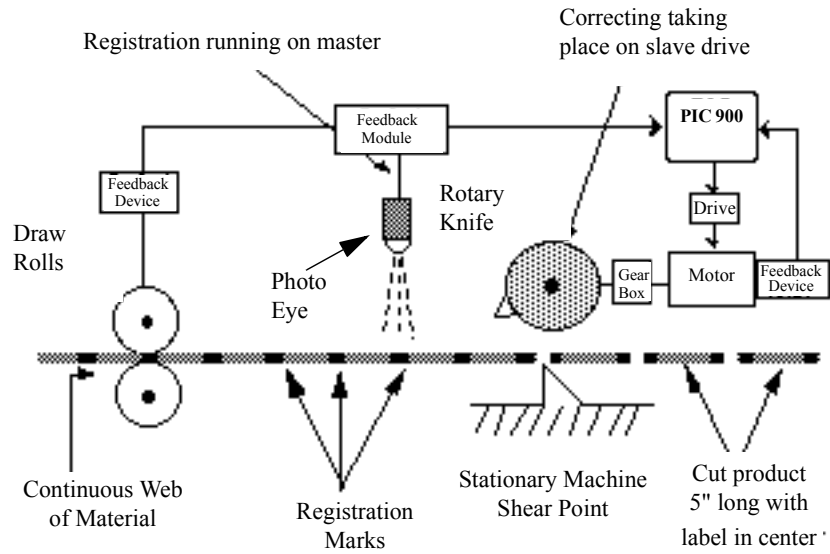 Registration running on master
Correcting taking
place on slave drive
Feedback
Module
PIC 900
Feedback
Device
Drive
Rotary
Knife
Draw
Rolls
Photo
Eye
Gear
Box
Motor
Feedback
Device
Continuous Web
of Material
Registration
Marks
Stationary Machine
Shear Point
Cut product
5" long with
label in center